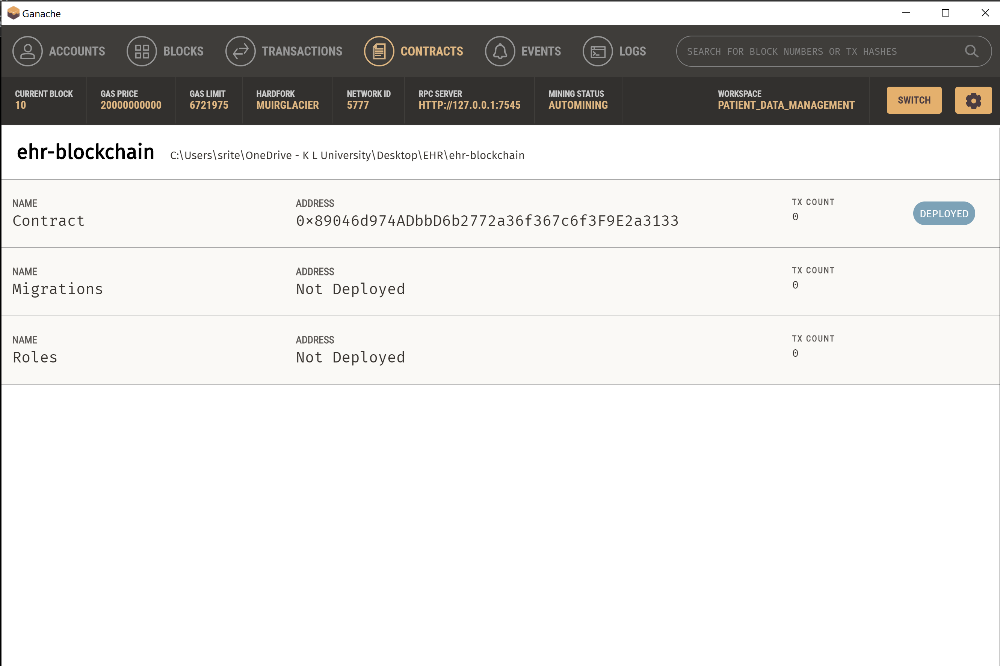 Ganache
ACCOUNTS BLOCKS TRANSACTIONS CONTRACTS EVENTS LOGS SEARCH FOR BLOCK NUMBERS OR TX HASHES
CURRENT BLOCK GAS PRICE GAS LIMIT HARDFORK NETWORK ID RPC SERVER MINING STATUS WORKSPACE
10 20000000000 6721975 MUIRGLACIER 5777 HTTP://127.0.0.1:7545 AUTOMINING PATIENT_DATA_MANAGEMENT SWITCH
ehr-blockchain C:\Users\srite\OneDrive - K L University\Desktop\EHR\ehr-blockchain
NAME ADDRESS TX COUNT
Contract 0×89046d974ADbbD6b2772a36f367c6f3F9E2a3133 0 DEPLOYED
NAME ADDRESS TX COUNT
Migrations Not Deployed 0
NAME ADDRESS TX COUNT
Roles Not Deployed 0